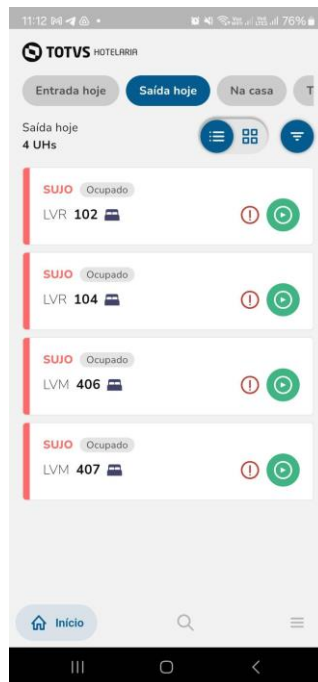 11:12 76%
TOTVS HOTELARIA
Entrada hoje Saída hoje Na casa T
Saída hoje
4 UHs
SUJO Ocupado
LVR 102
SUJO Ocupado
LVR 104
SUJO Ocupado
LVM 406
SUJO Ocupado
LVM 407
Início